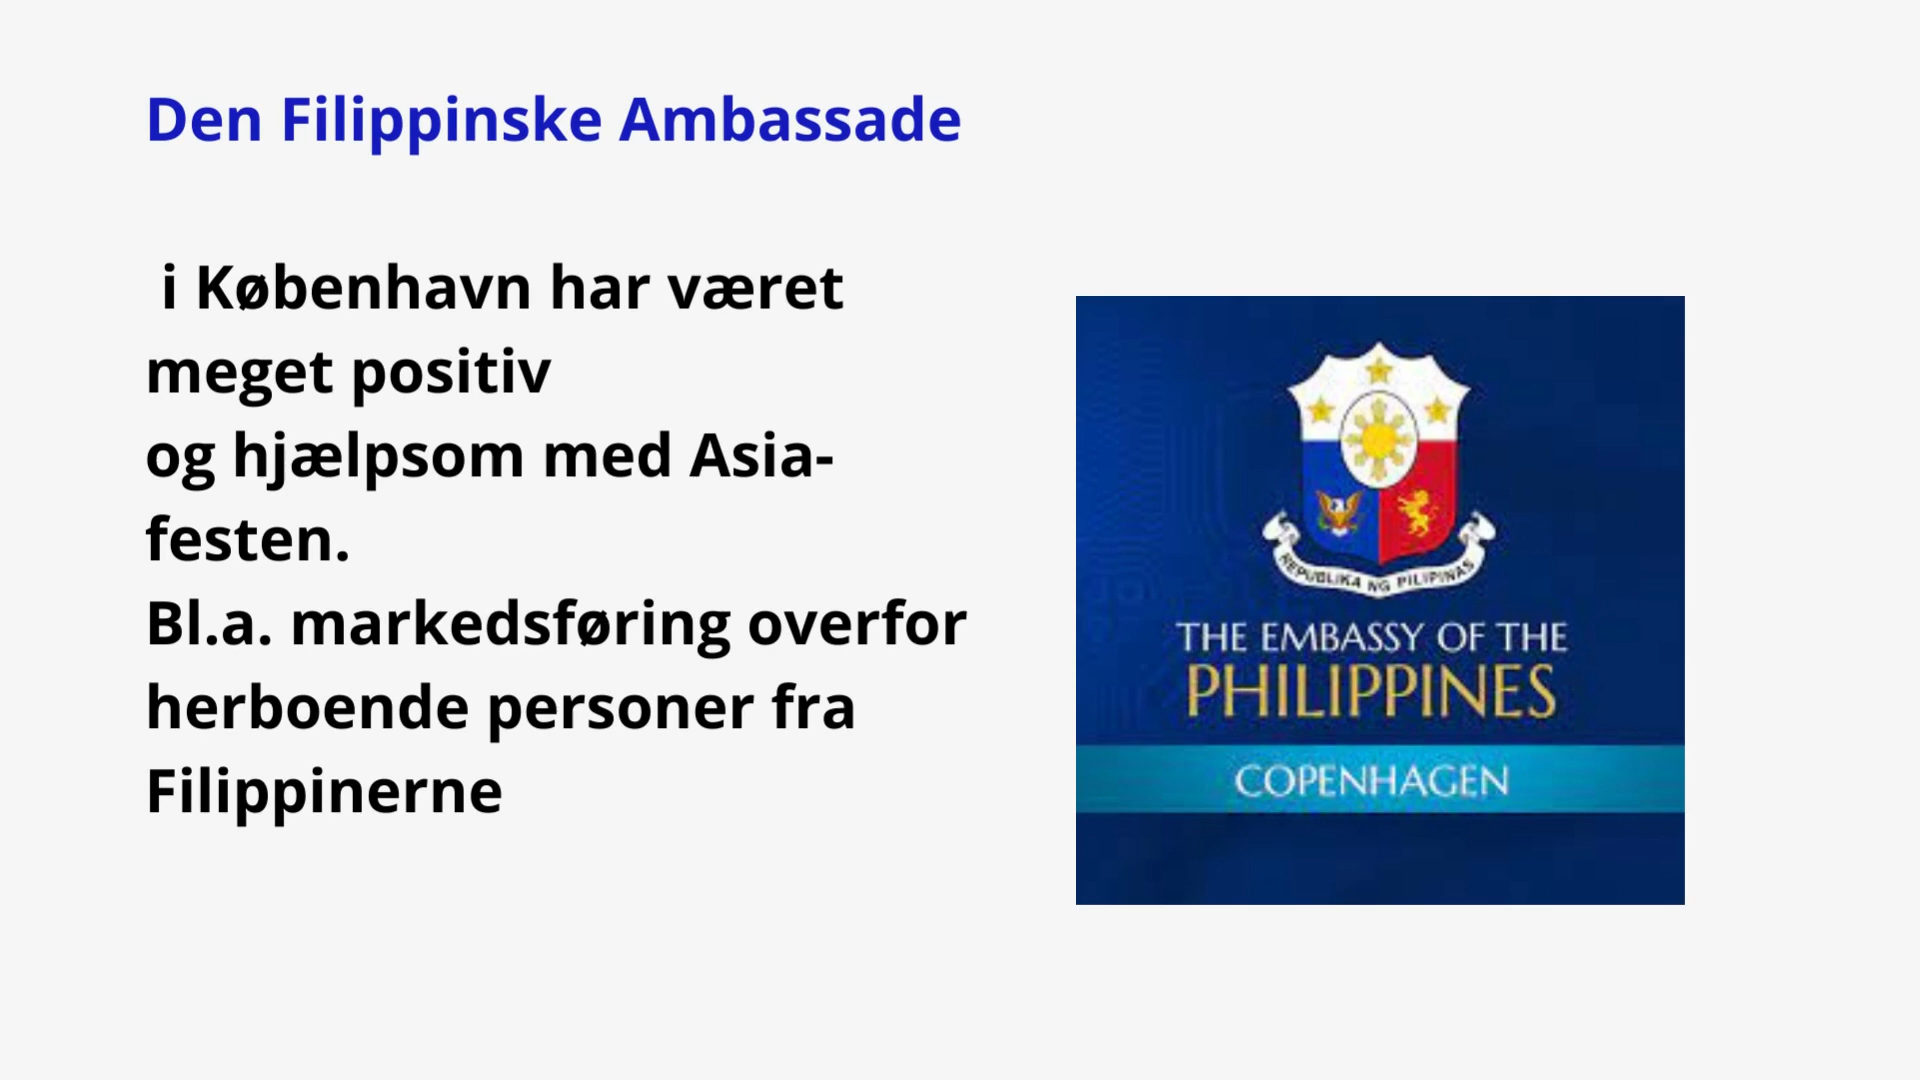 Den Filippinske Ambassade
i København har været
meget positiv
og hjælpsom med Asia-
festen.
Bl.a. markedsføring overfor
herboende personer fra
Filippinerne
REPUBLIKA NG PILIPINAS
THE EMBASSY OF THE
PHILIPPINES
COPENHAGEN